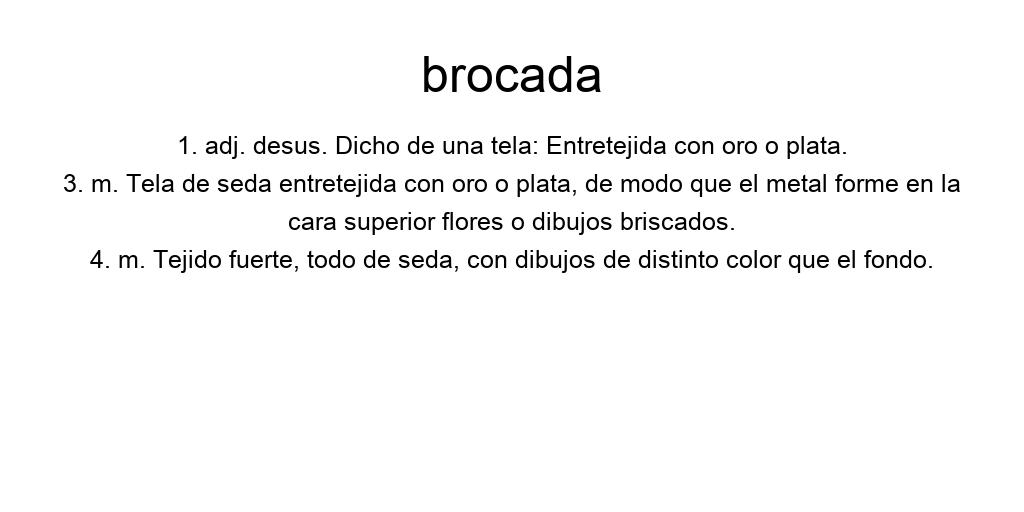 brocada
1. adj. desus. Dicho de una tela: Entretejida con oro o plata.
3. m. Tela de seda entretejida con oro o plata, de modo que el metal forme en la
cara superior flores o dibujos briscados.
4. m. Tejido fuerte, todo de seda, con dibujos de distinto color que el fondo.